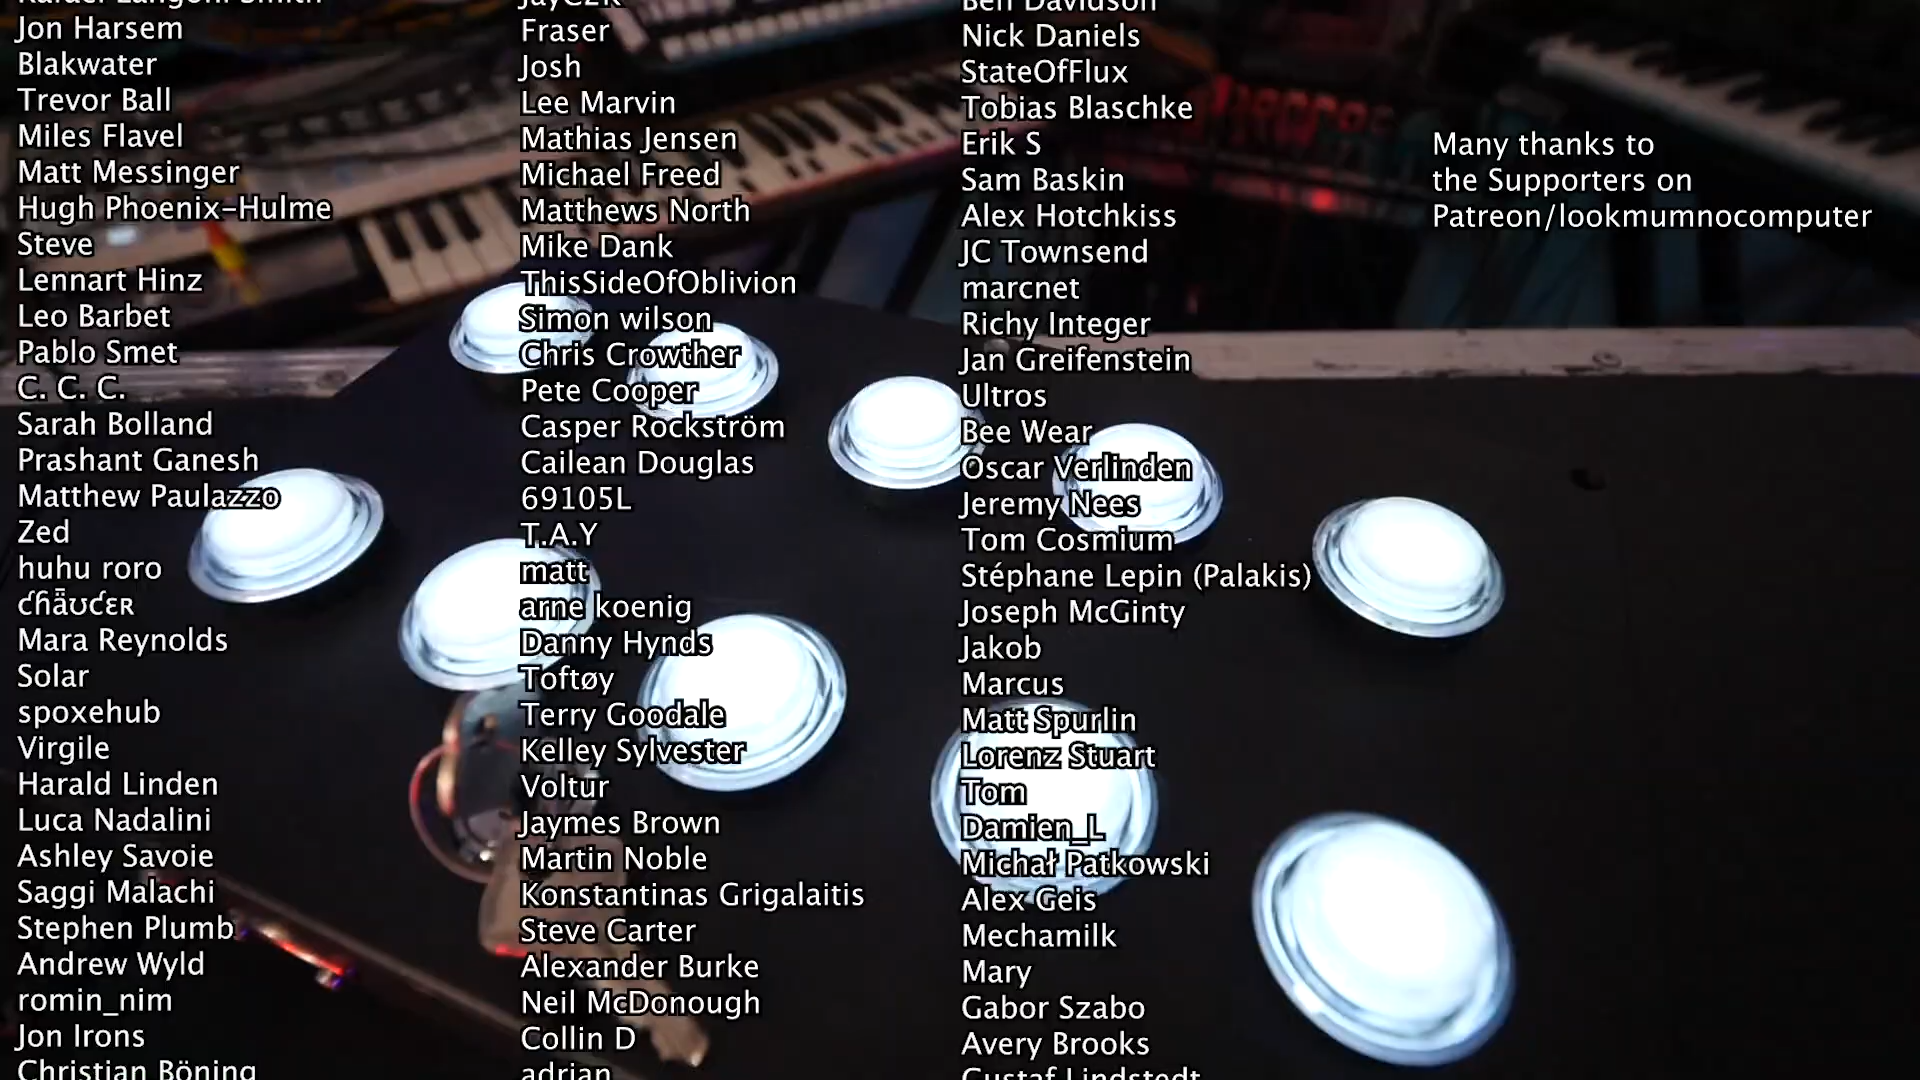 Jon Harsem
Blakwater
Trevor Ball
Miles Flavel
Matt Messinger
Hugh Phoenix-Hulme
Steve
Lennart Hinz
Leo Barbet
Pablo Smet
C. C. C.
Sarah Bolland
Prashant Ganesh
Matthew Paulazzo
Zed
huhu roro
Mara Reynolds
Solar
spoxehub
Virgile
Harald Linden
Luca Nadalini
Ashley Savoie
Saggi Malachi
Stephen Plumb
Andrew Wyld
romin_nim
Jon Irons
Christian Böning
Fraser
Josh
Lee Marvin
Mathias Jensen
Michael Freed
Matthews North
Mike Dank
ThisSideOfOblivion
Simon wilson
Chris Crowther
Pete Cooper
Casper Rockström
Cailean Douglas
69105L
T.A.Y
matt
arne koenig
Danny Hynds
Toftøy
Terry Goodale
Kelley Sylvester
Voltur
Jaymes Brown
Martin Noble
Konstantinas Grigalaitis
Steve Carter
Alexander Burke
Neil McDonough
Collin D
adrian
Ben Davidson
Nick Daniels
StateOfFlux
Tobias Blaschke
Erik S
Sam Baskin
Alex Hotchkiss
JC Townsend
marcnet
Richy Integer
Jan Greifenstein
Ultros
Bee Wear
Oscar Verlinden
Jeremy Nees
Tom Cosmium
Stéphane Lepin (Palakis)
Joseph McGinty
Jakob
Marcus
Matt Spurlin
Lorenz Stuart
Tom
Damien_L
Michał Patkowski
Alex Geis
Mechamilk
Mary
Gabor Szabo
Avery Brooks
Gustaf Lindstedt
Many thanks to
the Supporters on
Patreon/lookmumnocomputer